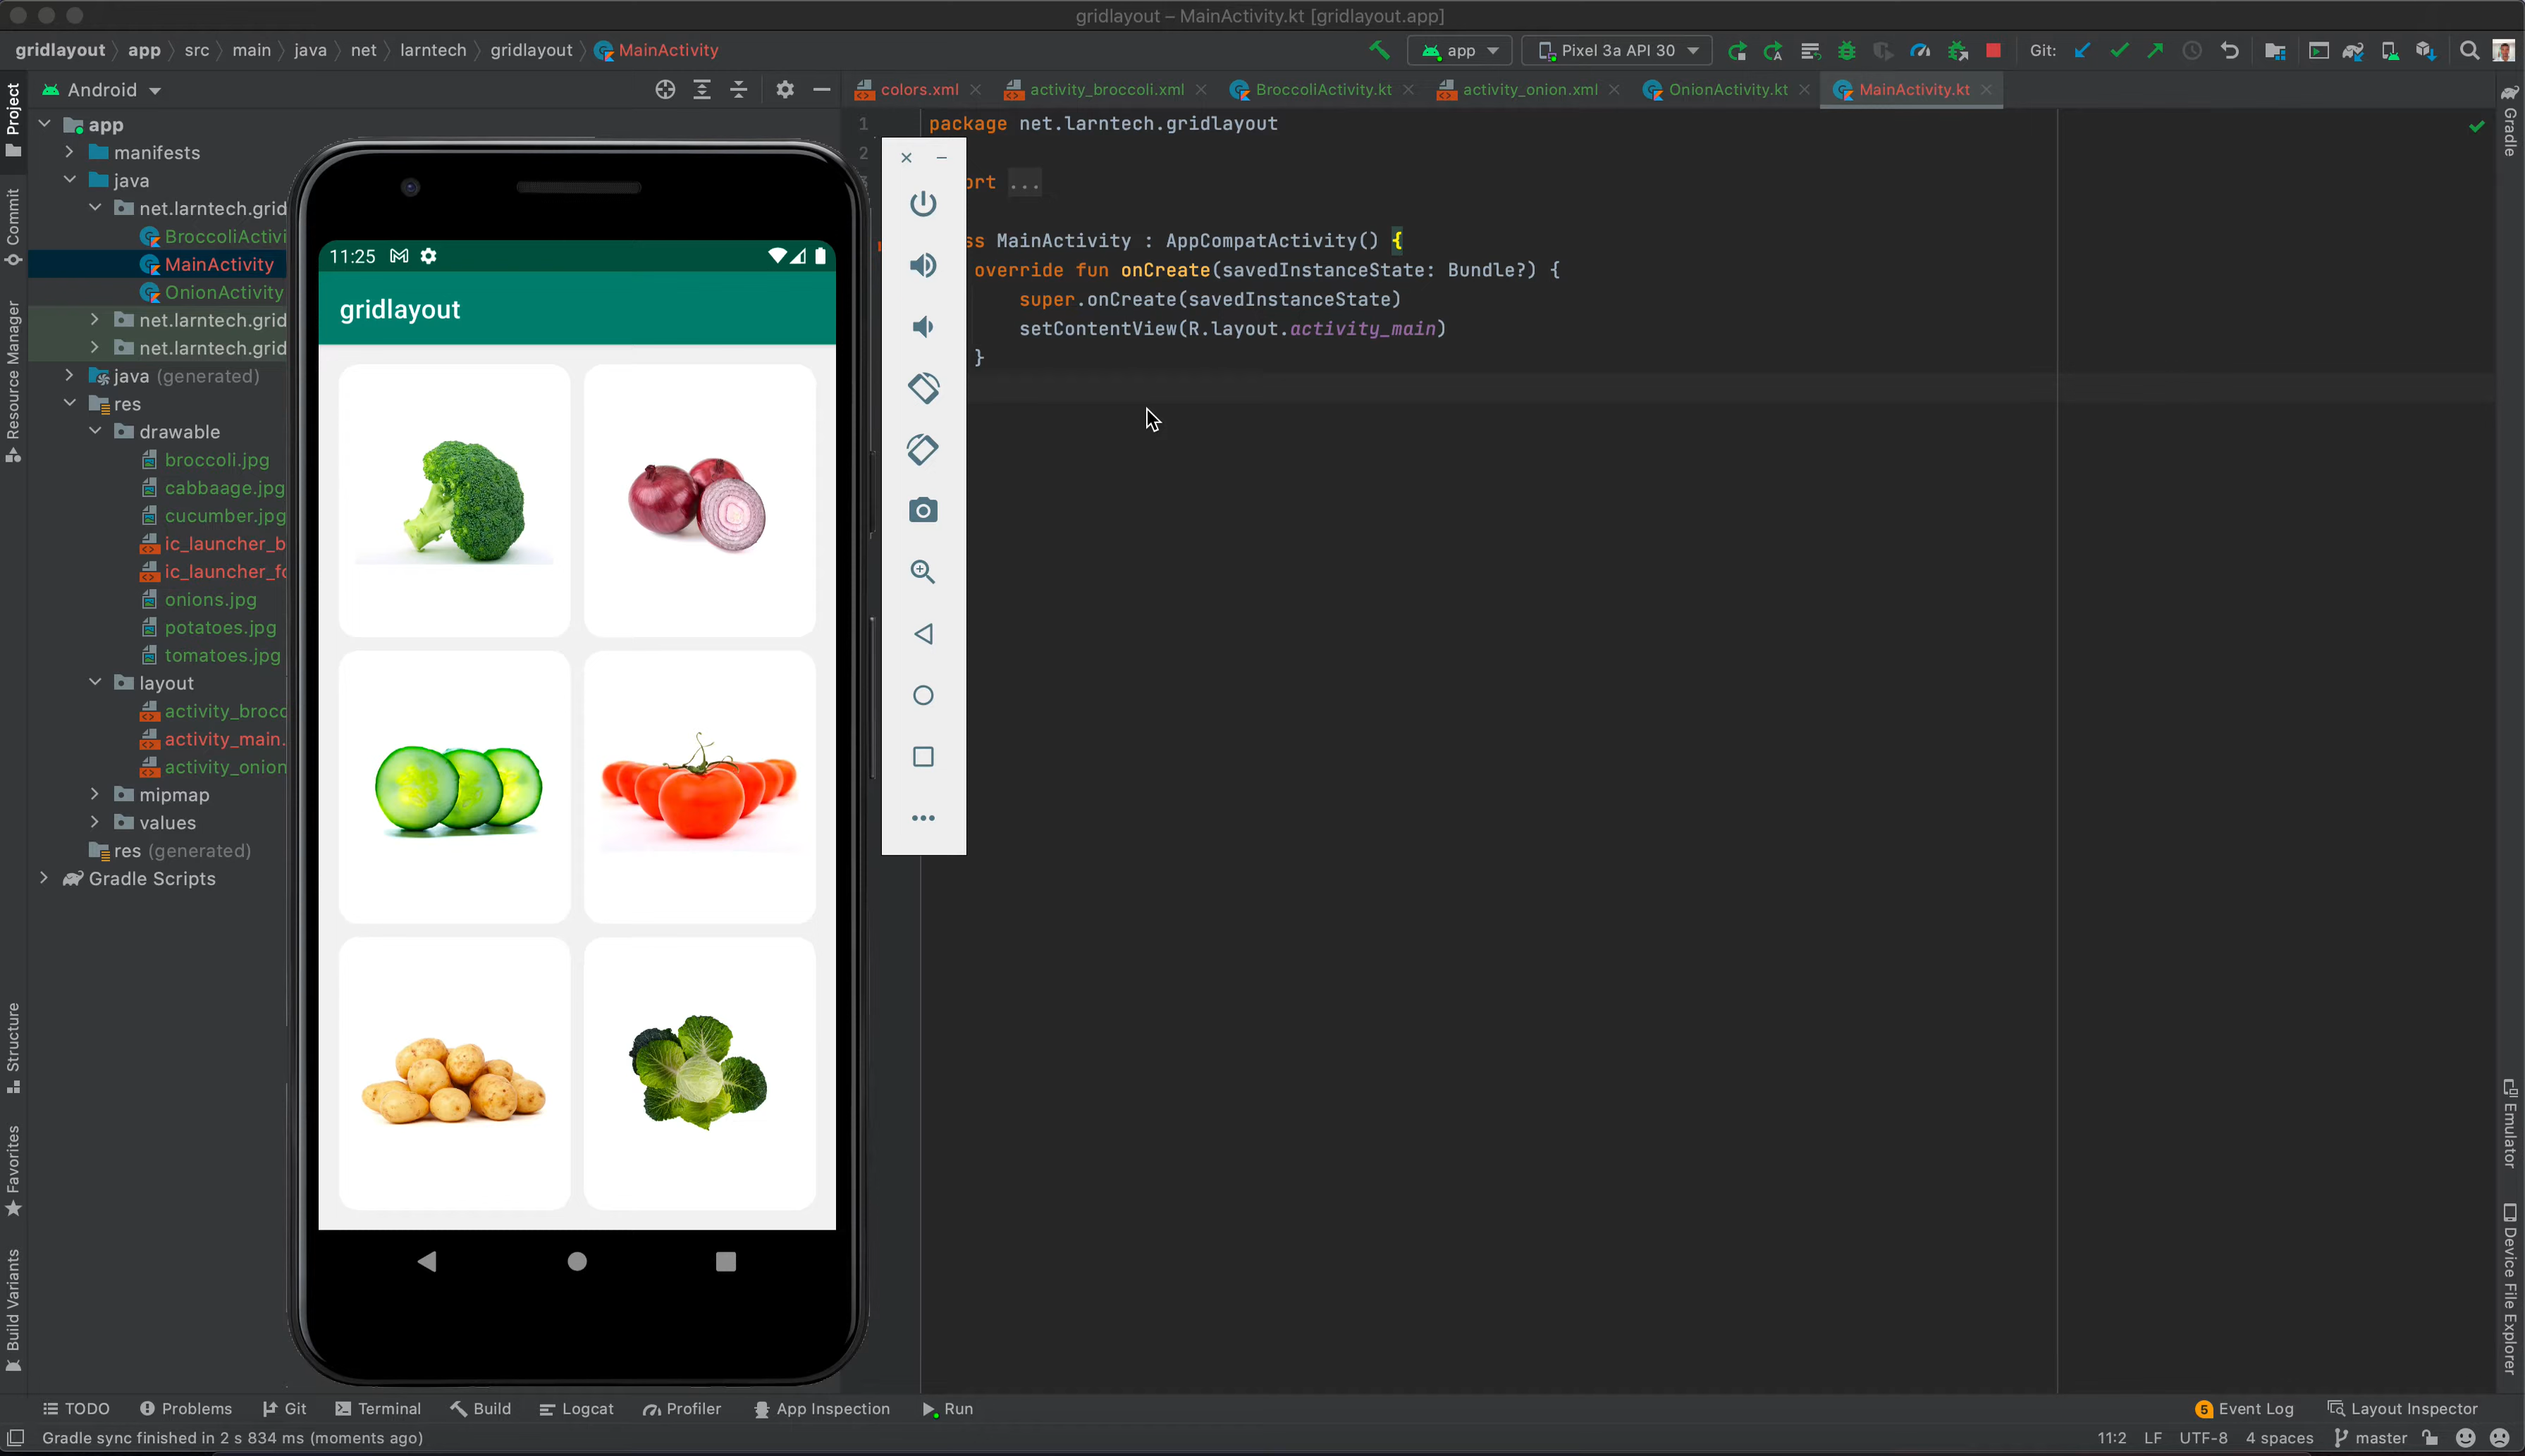 gridlayout – MainActivity.kt [gridlayout.app]
gridlayout app src main java net larntech gridlayout MainActivity
app Pixel 3a API 30 Git:
Project
Commit
Resource Manager
Structure
Favorites
Build Variants
Android
app
manifests
java
net.larntech.grid
BroccoliActivi
MainActivity
OnionActivity
net.larntech.grid
net.larntech.grid
java (generated)
res
drawable
broccoli.jpg
cabbaage.jpg
cucumber.jpg
ic_launcher_b
ic_launcher_fo
onions.jpg
potatoes.jpg
tomatoes.jpg
layout
activity_brocc
activity_main.
activity_onion
mipmap
values
res (generated)
Gradle Scripts
11:25
gridlayout
colors.xml activity_broccoli.xml BroccoliActivity.kt activity_onion.xml OnionActivity.kt MainActivity.kt
1 package net.larntech.gridlayout
2
ort ...
ss MainActivity : AppCompatActivity() {
override fun onCreate(savedInstanceState: Bundle?) {
super.onCreate(savedInstanceState)
setContentView(R.layout.activity_main)
}
Gradle
Emulator
Device File Explorer
TODO Problems Git Terminal Build Logcat Profiler App Inspection Run 5 Event Log Layout Inspector
Gradle sync finished in 2 s 834 ms (moments ago) 11:2 LF UTF-8 4 spaces master